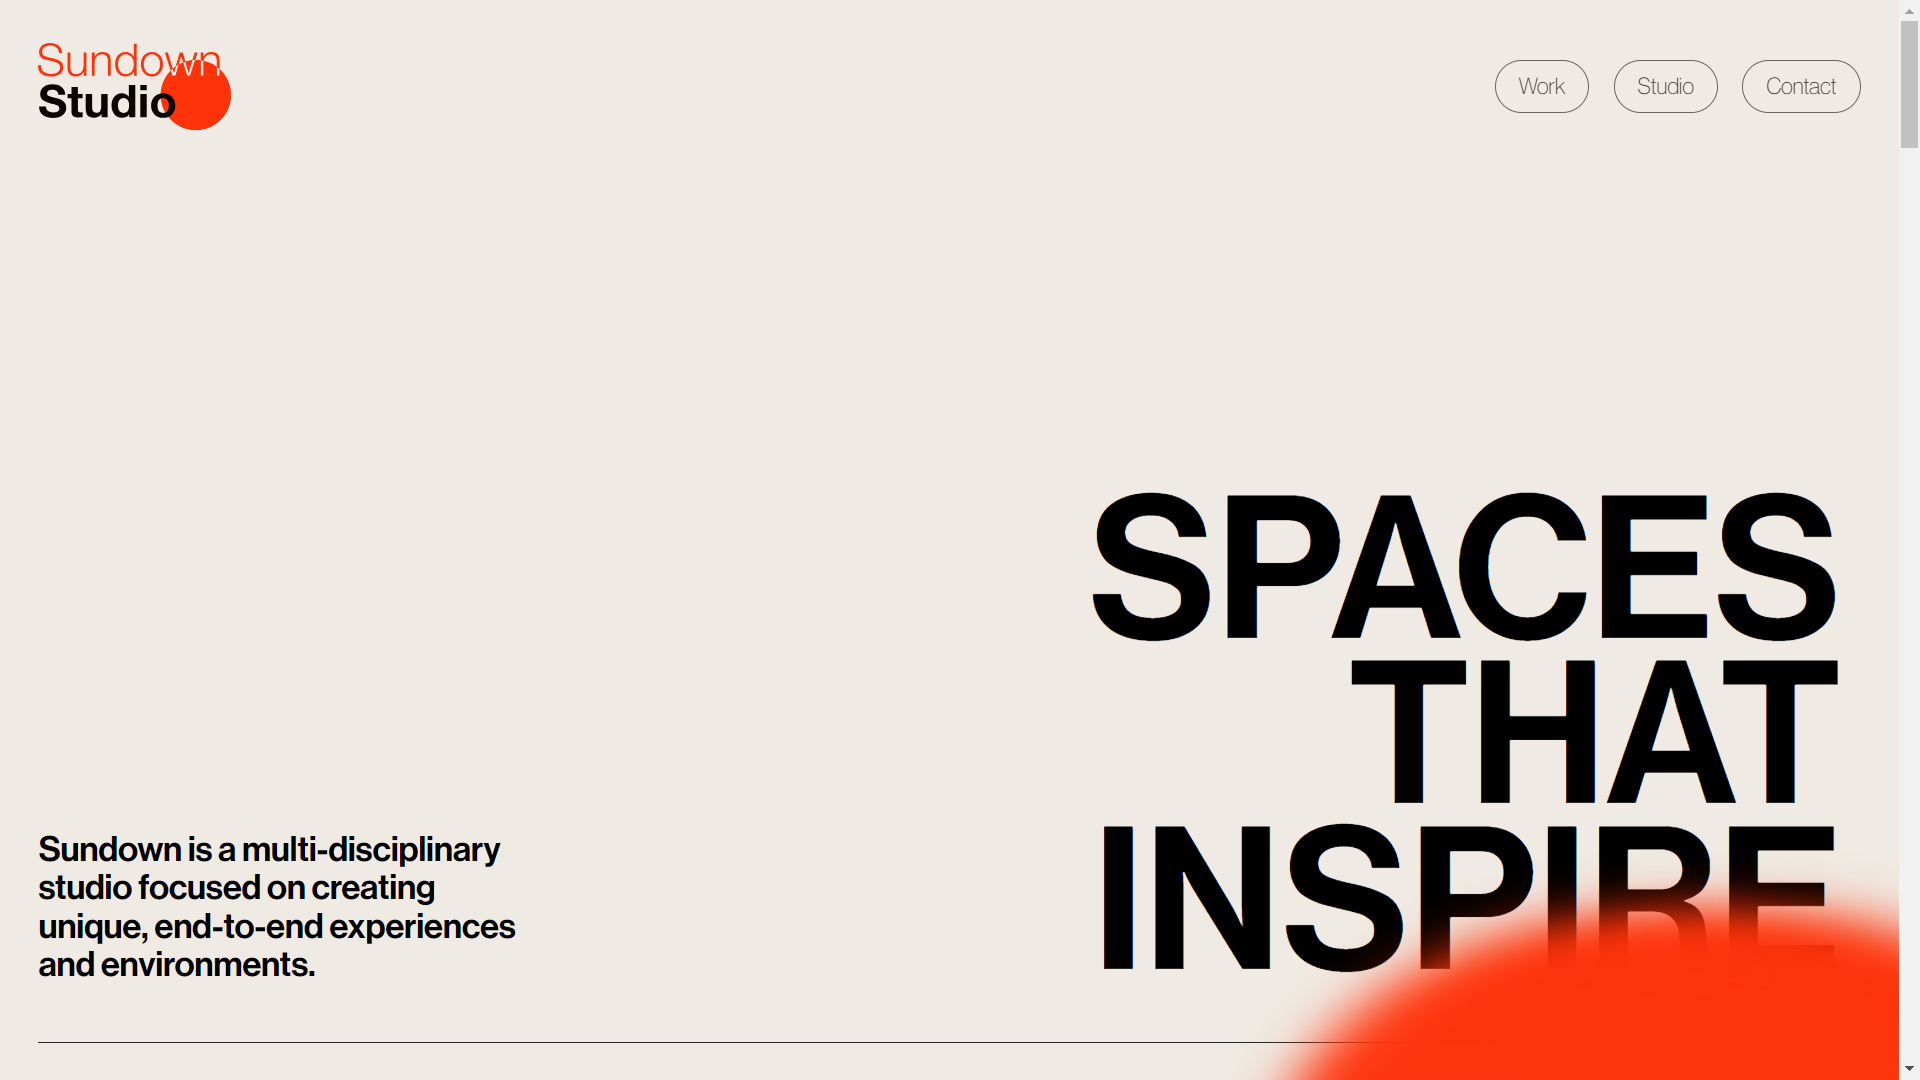 Sundown
Studio
Work
Studio
Contact
SPACES
THAT
INSPIRE
Sundown is a multi-disciplinary
studio focused on creating
unique, end-to-end experiences
and environments.